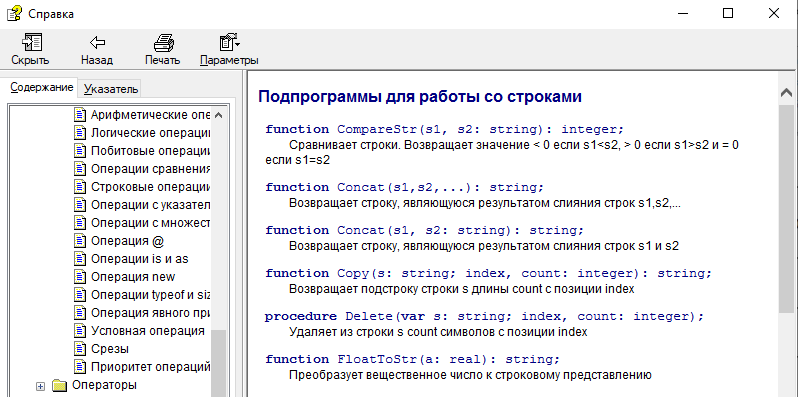 Справка
Скрыть Назад Печать Параметры
Содержание Указатель
Арифметические опе
Логические операции
Побитовые операции
Операции сравнения
Строковые операции
Операции с указател
Операции с множест
Операция @
Операции is и as
Операция new
Операции typeof и siz
Операция явного при
Условная операция
Срезы
Приоритет операций
Операторы
Подпрограммы для работы со строками
function CompareStr(s1, s2: string): integer;
Сравнивает строки. Возвращает значение < 0 если s1<s2, > 0 если s1>s2 и = 0
если s1=s2
function Concat(s1,s2,...): string;
Возвращает строку, являющуюся результатом слияния строк s1,s2,...
function Concat(s1, s2: string): string;
Возвращает строку, являющуюся результатом слияния строк s1 и s2
function Copy(s: string; index, count: integer): string;
Возвращает подстроку строки s длины count с позиции index
procedure Delete(var s: string; index, count: integer);
Удаляет из строки s count символов с позиции index
function FloatToStr(a: real): string;
Преобразует вещественное число к строковому представлению